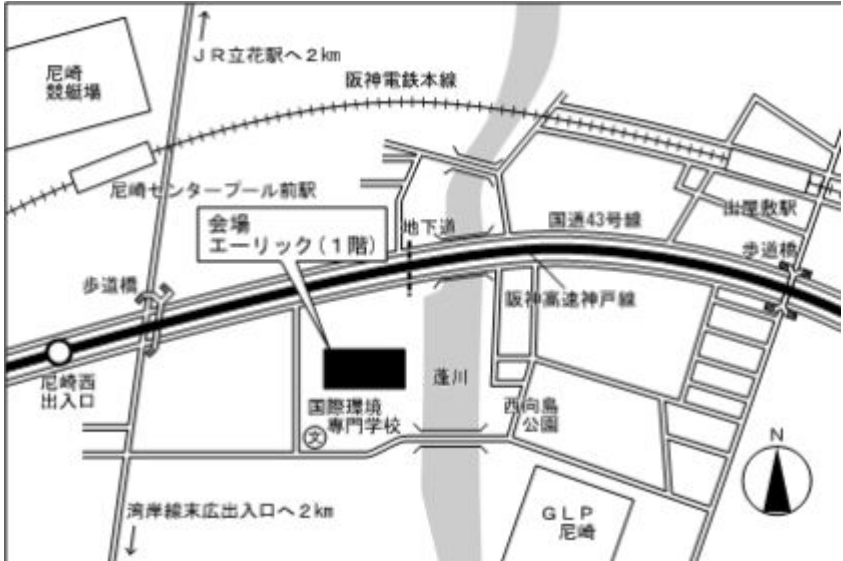 尼崎
競艇場
JR立花駅へ2km
阪神電鉄本線
尼崎センタープール前駅
会場
エーリック(1階)
地下道
国道43号線
出屋敷駅
歩道橋
歩道橋
阪神高速神戸線
尼崎西
出入口
国際環境
専門学校
文
蓬川
西向島
公園
N
湾岸線末広出入口へ2km
GLP
尼崎